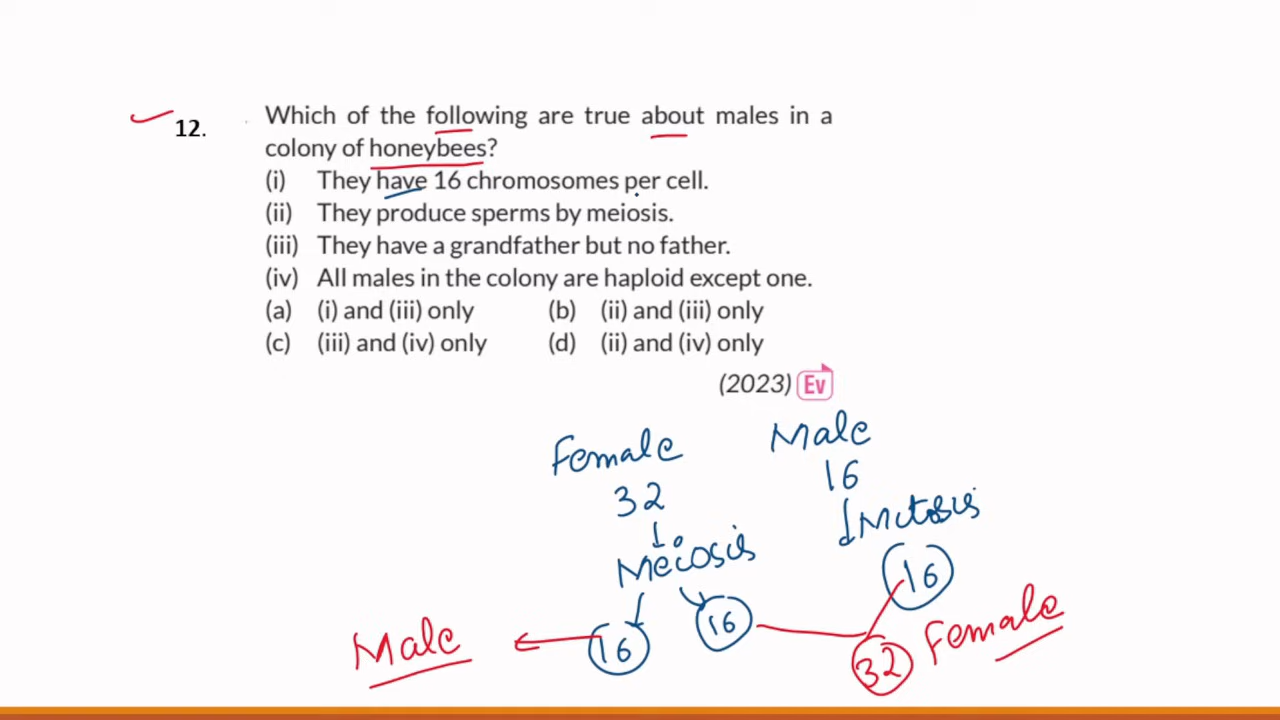 12.
Which of the following are true about males in a
colony of honeybees?
(i) They have 16 chromosomes per cell.
(ii) They produce sperms by meiosis.
(iii) They have a grandfather but no father.
(iv) All males in the colony are haploid except one.
(a) (i) and (iii) only (b) (ii) and (iii) only
(c) (iii) and (iv) only (d) (ii) and (iv) only
(2023) Ev
Female Male
32 16
Meiosis Mitosis
16 16 16
Male 32 Female